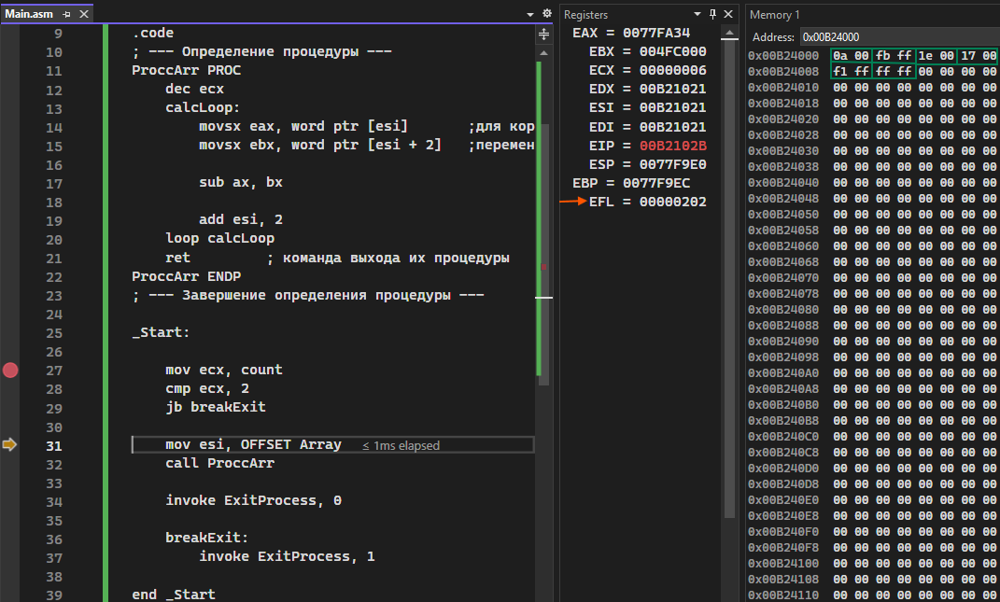 Main.asm
9 .code
10 ; --- Определение процедуры ---
11 ProccArr PROC
12 dec ecx
13 calcLoop:
14 movsx eax, word ptr [esi] ;для кор
15 movsx ebx, word ptr [esi + 2] ;перемен
16
17 sub ax, bx
18
19 add esi, 2
20 loop calcLoop
21 ret ; команда выхода их процедуры
22 ProccArr ENDP
23 ; --- Завершение определения процедуры ---
24
25 _Start:
26
27 mov ecx, count
28 cmp ecx, 2
29 jb breakExit
30
31 mov esi, OFFSET Array ≤ 1ms elapsed
32 call ProccArr
33
34 invoke ExitProcess, 0
35
36 breakExit:
37 invoke ExitProcess, 1
38
39 end _Start
Registers
EAX = 0077FA34
EBX = 004FC000
ECX = 00000006
EDX = 00B21021
ESI = 00B21021
EDI = 00B21021
EIP = 00B2102B
ESP = 0077F9E0
EBP = 0077F9EC
EFL = 00000202
Memory 1
Address: 0x00B24000
0x00B24000 0a 00 fb ff 1e 00 17 00
0x00B24008 f1 ff ff ff 00 00 00 00
0x00B24010 00 00 00 00 00 00 00 00
0x00B24018 00 00 00 00 00 00 00 00
0x00B24020 00 00 00 00 00 00 00 00
0x00B24028 00 00 00 00 00 00 00 00
0x00B24030 00 00 00 00 00 00 00 00
0x00B24038 00 00 00 00 00 00 00 00
0x00B24040 00 00 00 00 00 00 00 00
0x00B24048 00 00 00 00 00 00 00 00
0x00B24050 00 00 00 00 00 00 00 00
0x00B24058 00 00 00 00 00 00 00 00
0x00B24060 00 00 00 00 00 00 00 00
0x00B24068 00 00 00 00 00 00 00 00
0x00B24070 00 00 00 00 00 00 00 00
0x00B24078 00 00 00 00 00 00 00 00
0x00B24080 00 00 00 00 00 00 00 00
0x00B24088 00 00 00 00 00 00 00 00
0x00B24090 00 00 00 00 00 00 00 00
0x00B24098 00 00 00 00 00 00 00 00
0x00B240A0 00 00 00 00 00 00 00 00
0x00B240A8 00 00 00 00 00 00 00 00
0x00B240B0 00 00 00 00 00 00 00 00
0x00B240B8 00 00 00 00 00 00 00 00
0x00B240C0 00 00 00 00 00 00 00 00
0x00B240C8 00 00 00 00 00 00 00 00
0x00B240D0 00 00 00 00 00 00 00 00
0x00B240D8 00 00 00 00 00 00 00 00
0x00B240E0 00 00 00 00 00 00 00 00
0x00B240E8 00 00 00 00 00 00 00 00
0x00B240F0 00 00 00 00 00 00 00 00
0x00B240F8 00 00 00 00 00 00 00 00
0x00B24100 00 00 00 00 00 00 00 00
0x00B24108 00 00 00 00 00 00 00 00
0x00B24110 00 00 00 00 00 00 00 00